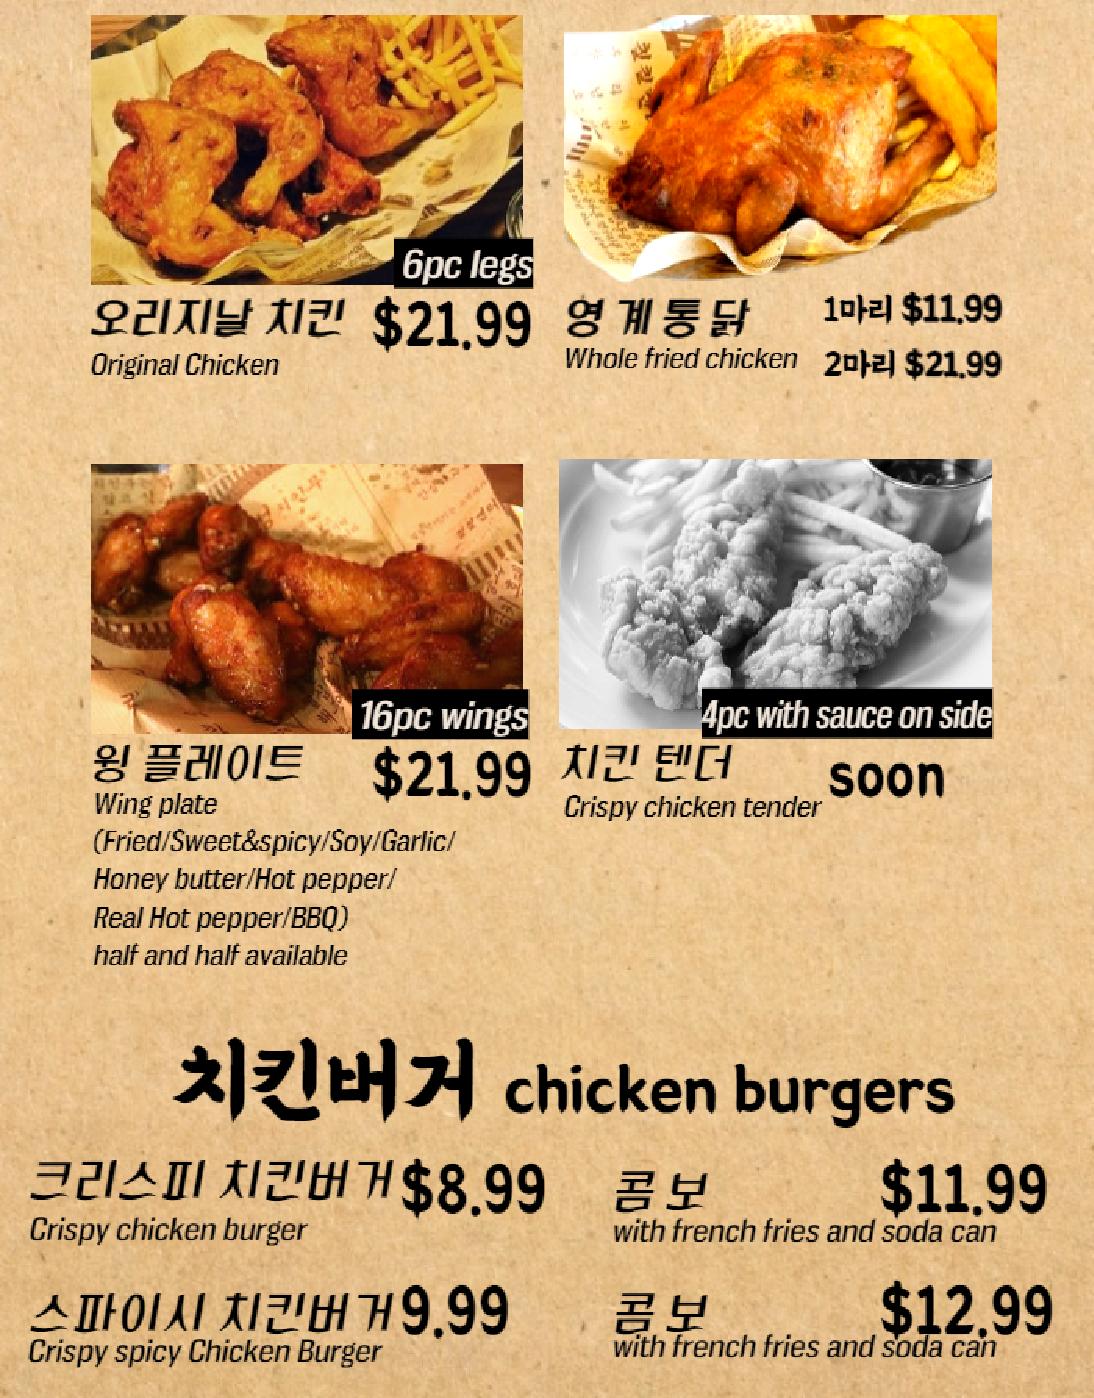 6pc legs
오리지날 치킨 $21.99
Original Chicken
영계통닭 1마리 $11.99
Whole fried chicken 2마리 $21.99
16pc wings
윙 플레이트 $21.99
Wing plate
(Fried/Sweet&spicy/Soy/Garlic/
Honey butter/Hot pepper/
Real Hot pepper/BBQ)
half and half available
4pc with sauce on side
치킨 텐더 soon
Crispy chicken tender
치킨버거 chicken burgers
크리스피 치킨버거 $8.99 콤보 $11.99
Crispy chicken burger with french fries and soda can
스파이시 치킨버거 9.99 콤보 $12.99
Crispy spicy Chicken Burger with french fries and soda can